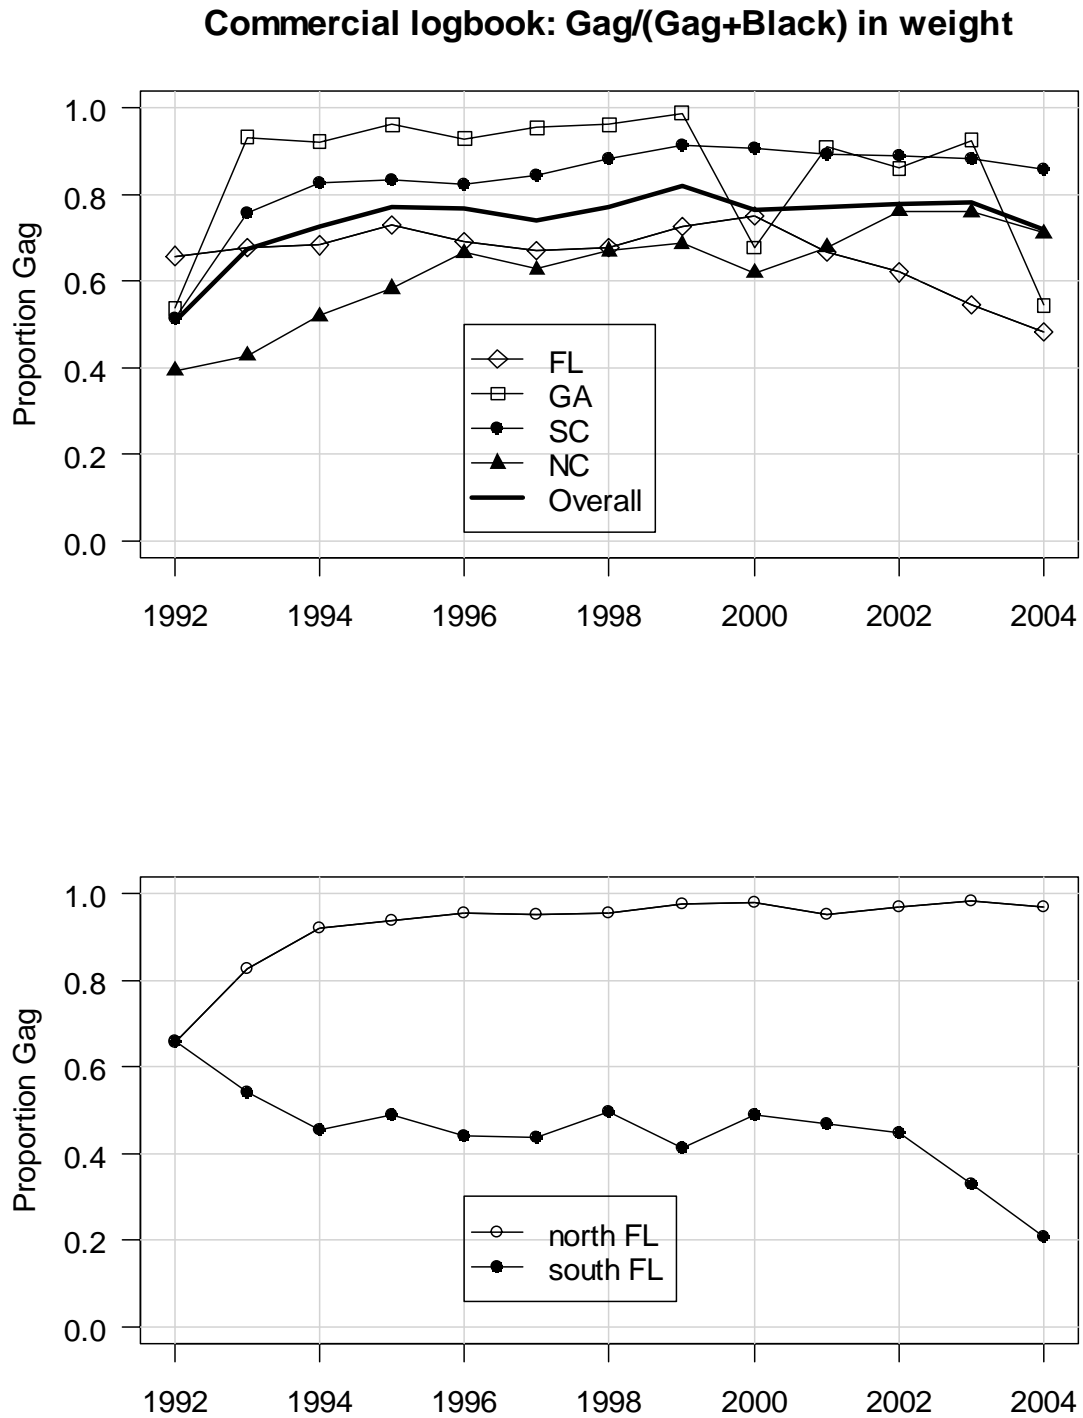 Commercial logbook: Gag/(Gag+Black) in weight
Proportion Gag
1.0
0.8
0.6
0.4
0.2
0.0
FL
GA
SC
NC
Overall
1992 1994 1996 1998 2000 2002 2004
Proportion Gag
1.0
0.8
0.6
0.4
0.2
0.0
north FL
south FL
1992 1994 1996 1998 2000 2002 2004